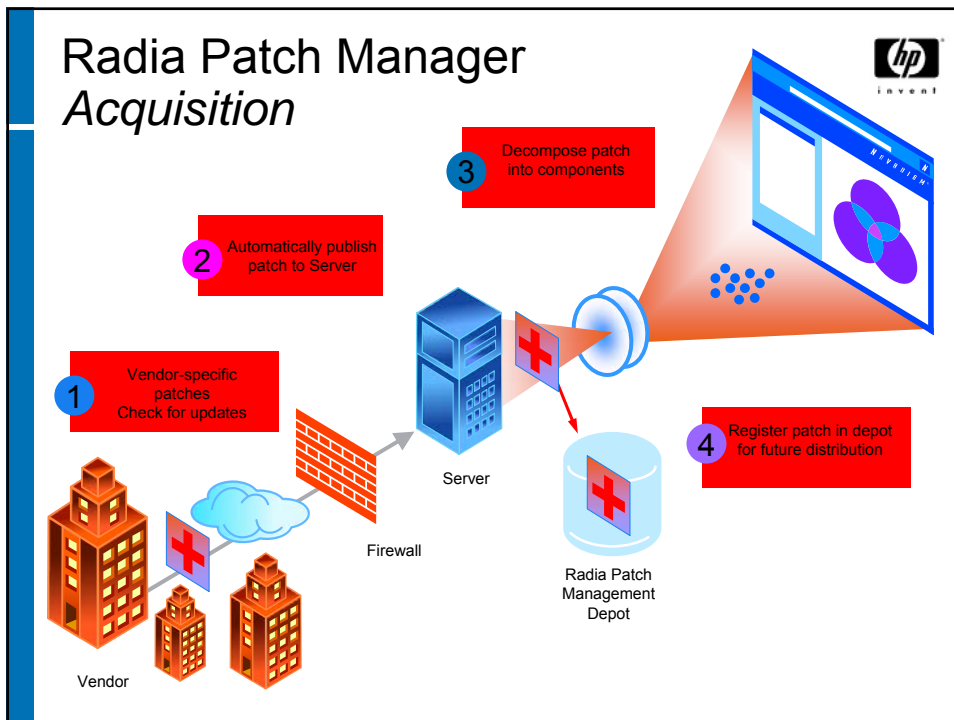 Radia Patch Manager
Acquisition
hp
invent
N
NOVADIGM
3
Decompose patch
into components
2
Automatically publish
patch to Server
1
Vendor-specific
patches
Check for updates
4
Register patch in depot
for future distribution
Server
Firewall
Radia Patch
Management
Depot
Vendor